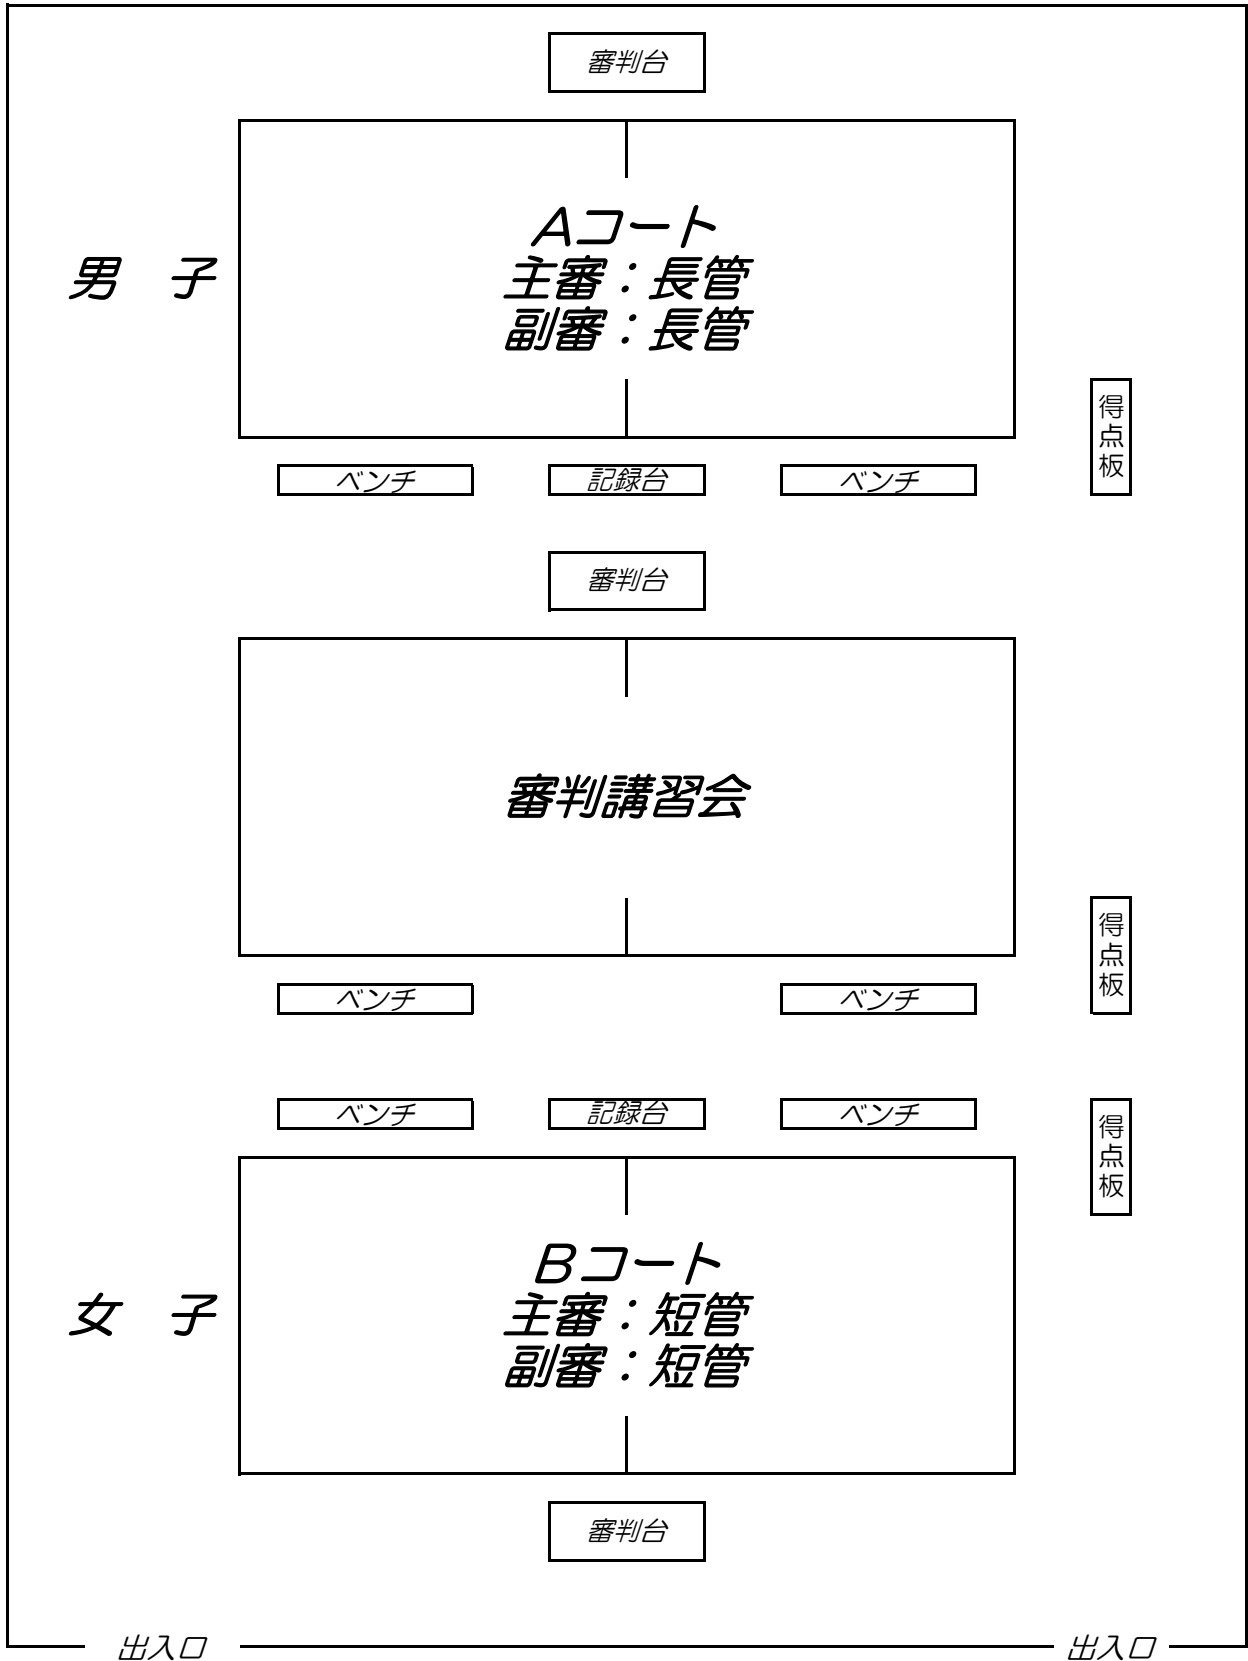 審判台
Aコート
男　子
主審：長管
副審：長管
得点板
ベンチ
記録台
ベンチ
審判台
審判講習会
得点板
ベンチ
ベンチ
ベンチ
記録台
ベンチ
得点板
Bコート
女　子
主審：短管
副審：短管
審判台
出入口
出入口